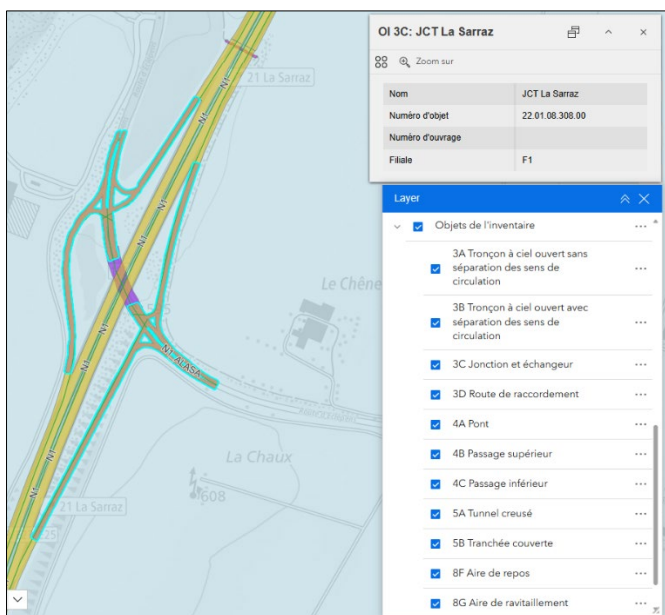 OI 3C: JCT La Sarraz
Zoom sur
Nom JCT La Sarraz
Numéro d'objet 22.01.08.308.00
Numéro d'ouvrage
Filiale F1
Layer
Objets de l'inventaire
3A Tronçon à ciel ouvert sans
séparation des sens de
circulation
3B Tronçon à ciel ouvert avec
séparation des sens de
circulation
3C Jonction et échangeur
3D Route de raccordement
4A Pont
4B Passage supérieur
4C Passage inférieur
5A Tunnel creusé
5B Tranchée couverte
8F Aire de repos
8G Aire de ravitaillement
21 La Sarraz
N1
N1
N1
Le Chêne
N1
N1 ALASA
N1
La Chaux
608
N1
21 La Sarraz
N1